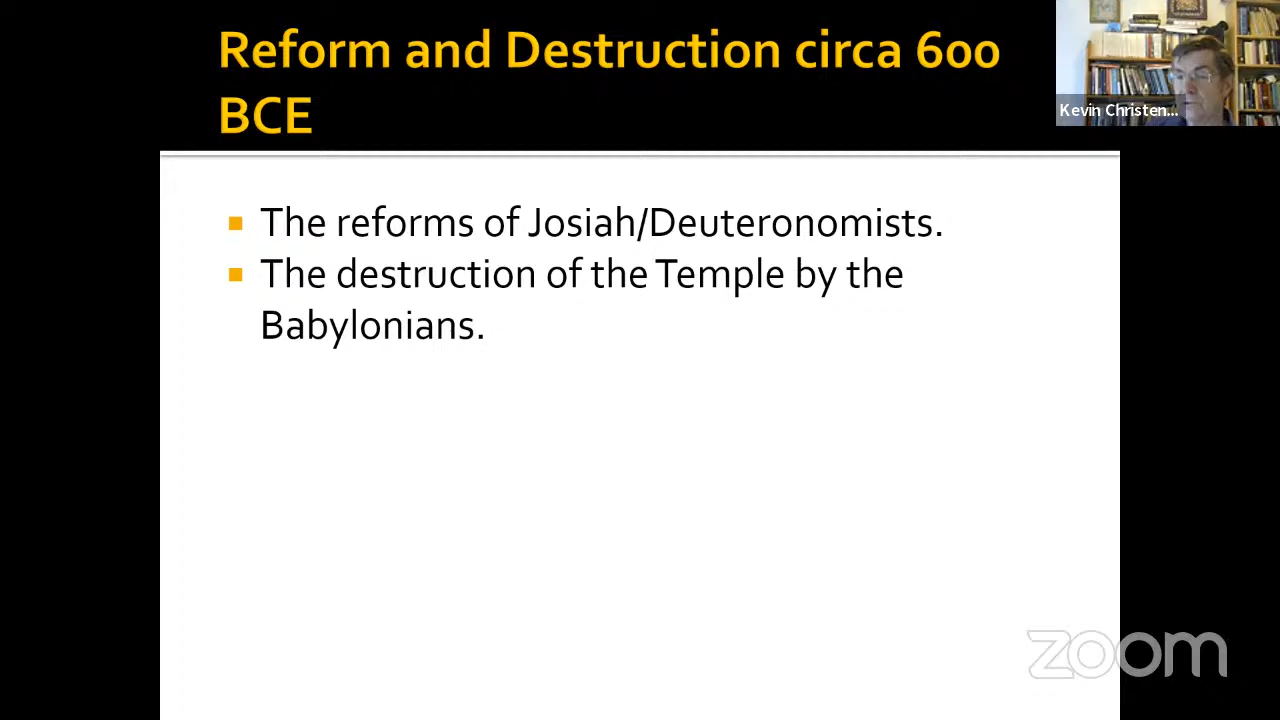 Reform and Destruction circa 600
BCE
Kevin Christen...
The reforms of Josiah/Deuteronomists.
The destruction of the Temple by the
Babylonians.
zoom